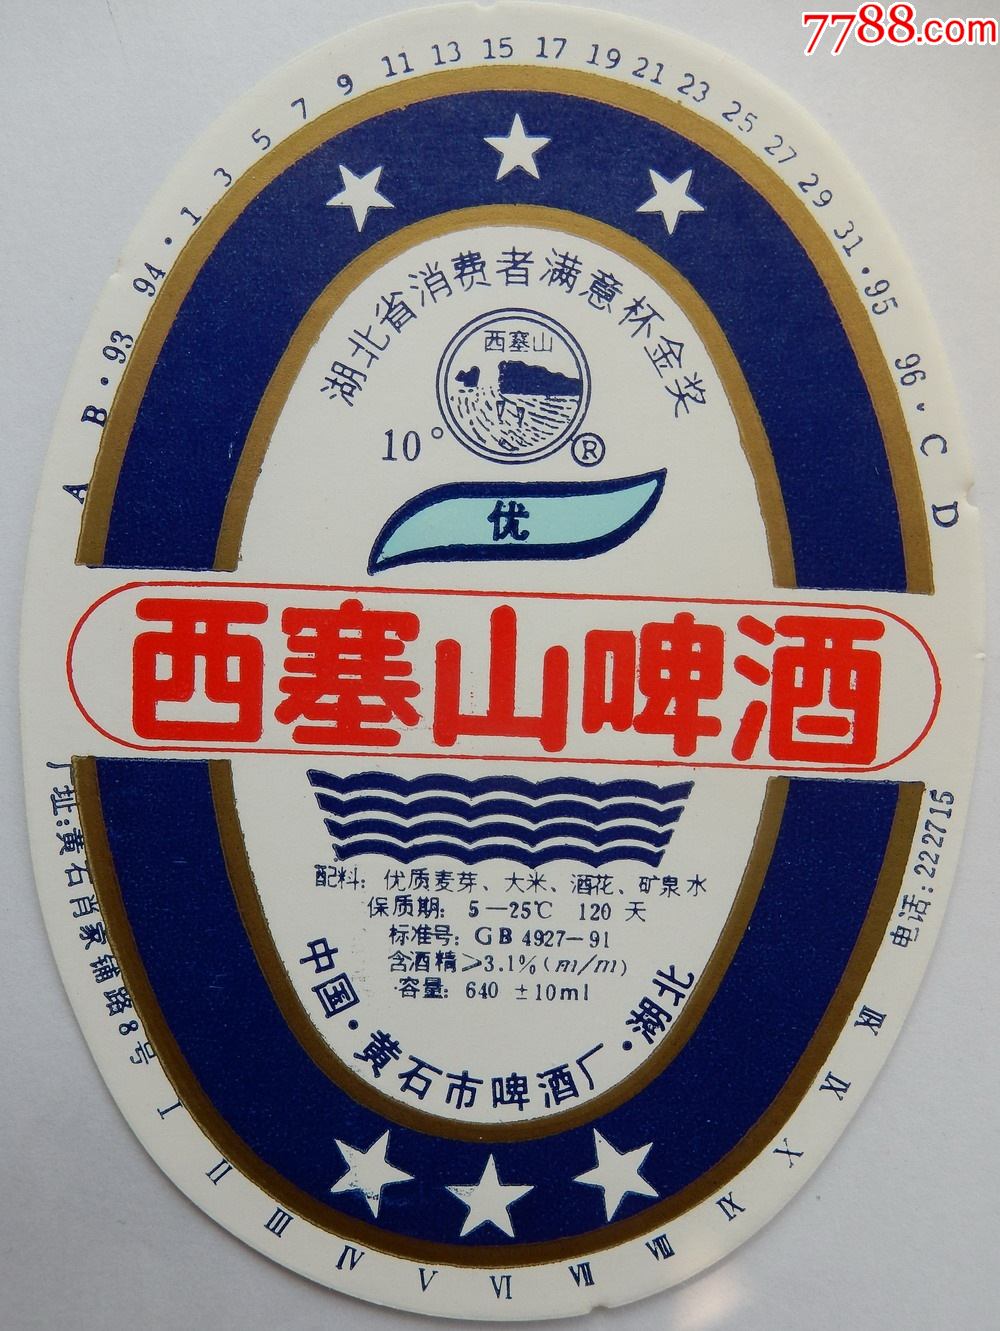 7788.com
A B · 93 94 · 1 3 5 7 9 11 13 15 17 19 21 23 25 27 29 31 · 95 96 · C D
湖北省消费者满意杯金奖
西塞山
10° ®
优
西塞山啤酒
配料: 优质麦芽、大米、酒花、矿泉水
保质期: 5—25℃ 120 天
标准号: GB 4927-91
含酒精≥3.1%(m/m)
容量: 640 ±10ml
中国·黄石市啤酒厂·湖北
厂址:黄石肖家铺路8号
电话:222715
I II III IV V VI VII VIII XI X IX IX